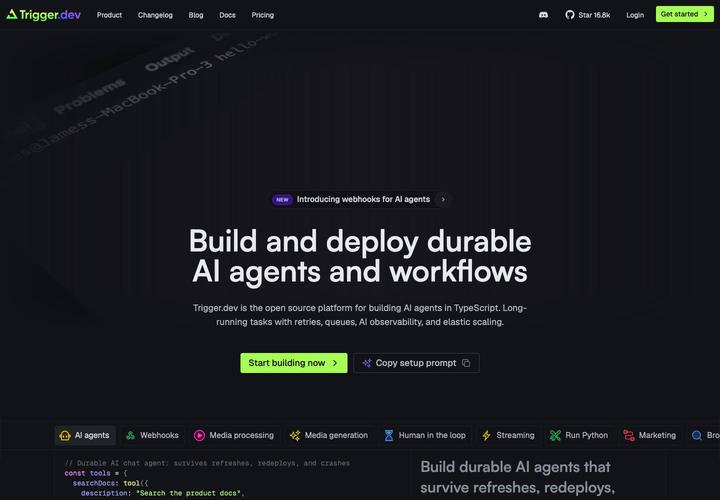 Trigger.dev
Product
Changelog
Blog
Docs
Pricing
Star 16.8k
Login
Get started
Problems
Output
MacBook-Pro-3 hello-w
NEW
Introducing webhooks for AI agents
Build and deploy durable
AI agents and workflows
Trigger.dev is the open source platform for building AI agents in TypeScript. Long-
running tasks with retries, queues, AI observability, and elastic scaling.
Start building now
Copy setup prompt
AI agents
Webhooks
Media processing
Media generation
Human in the loop
Streaming
Run Python
Marketing
Bro
// Durable AI chat agent: survives refreshes, redeploys, and crashes
const tools = {
searchDocs: tool({
description: "Search the product docs",
Build durable AI agents that
survive refreshes, redeploys,